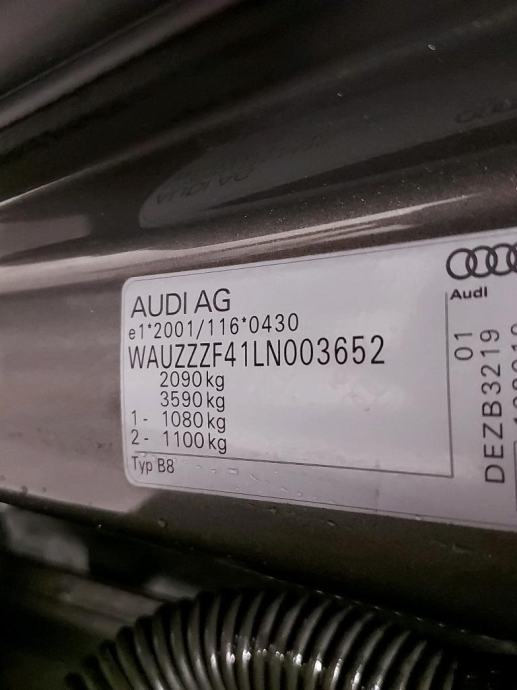 AUDI AG
e1*2001/116*0430
WAUZZZF41LN003652
2090 kg
3590 kg
1- 1080 kg
2- 1100 kg
Typ B8
Audi
01
DEZB3219